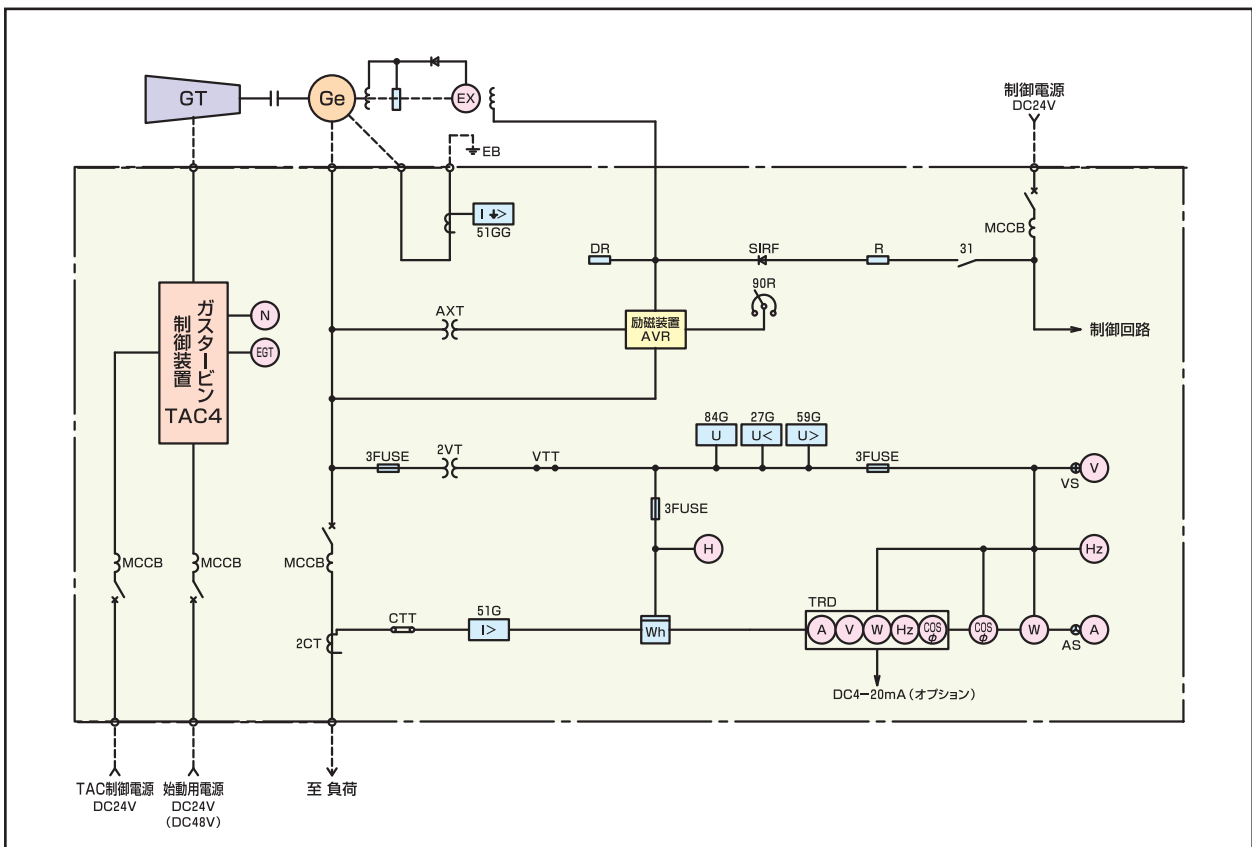 GT
Ge
EX
制御電源
DC24V
EB
I >
51GG
MCCB
DR
SIRF
R
31
90R
AXT
励磁装置
AVR
制御回路
ガスタービン
制御装置
TAC4
N
EGT
84G
27G
59G
U
U<
U>
3FUSE
2VT
VTT
3FUSE
V
VS
3FUSE
MCCB
MCCB
MCCB
H
Hz
CTT
51G
I>
2CT
Wh
TRD
A
V
W
Hz
COS
φ
COS
φ
W
A
AS
DC4−20mA(オプション)
TAC制御電源
DC24V
始動用電源
DC24V
(DC48V)
至 負荷